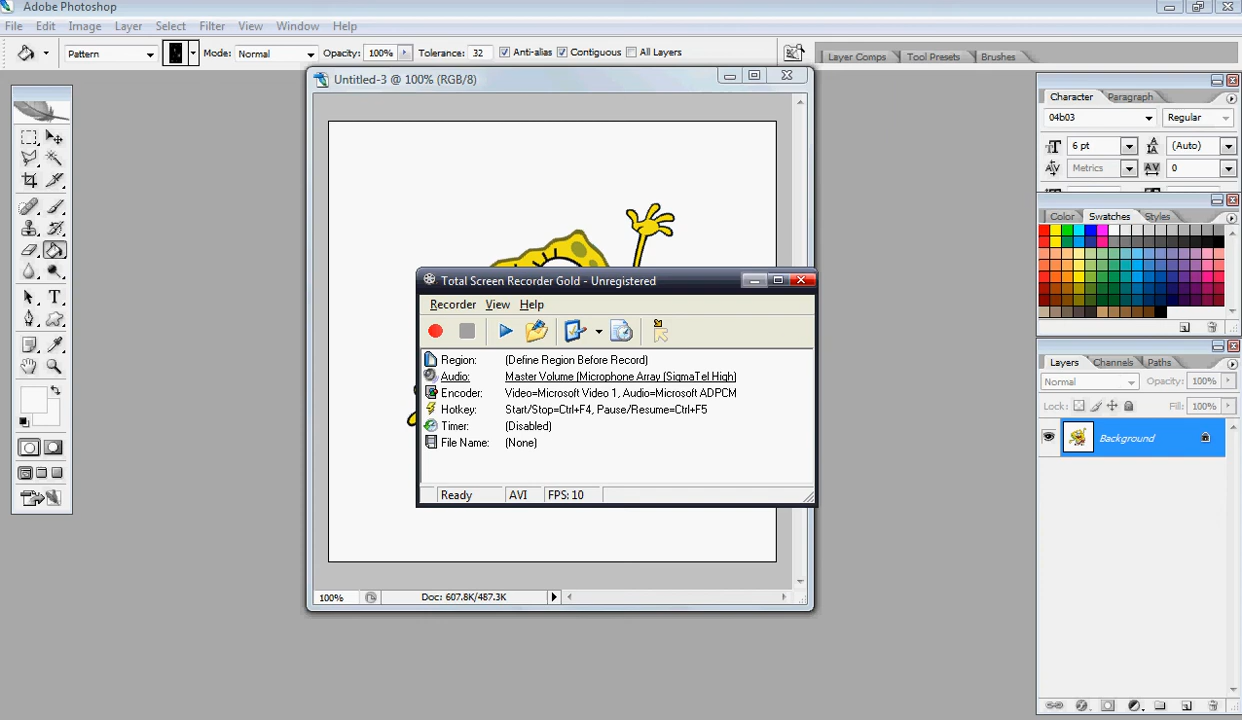 Adobe Photoshop
File Edit Image Layer Select Filter View Window Help
Pattern Mode: Normal Opacity: 100% Tolerance: 32 Anti-alias Contiguous All Layers
Layer Comps Tool Presets Brushes
Untitled-3 @ 100% (RGB/8)
Total Screen Recorder Gold - Unregistered
Recorder View Help
Region: (Define Region Before Record)
Audio: Master Volume (Microphone Array (SigmaTel High)
Encoder: Video=Microsoft Video 1, Audio=Microsoft ADPCM
Hotkey: Start/Stop=Ctrl+F4, Pause/Resume=Ctrl+F5
Timer: (Disabled)
File Name: (None)
Ready AVI FPS: 10
100% Doc: 607.8K/487.3K
Character Paragraph
04b03 Regular
6 pt (Auto)
Metrics 0
Color Swatches Styles
Layers Channels Paths
Normal Opacity: 100%
Lock: Fill: 100%
Background